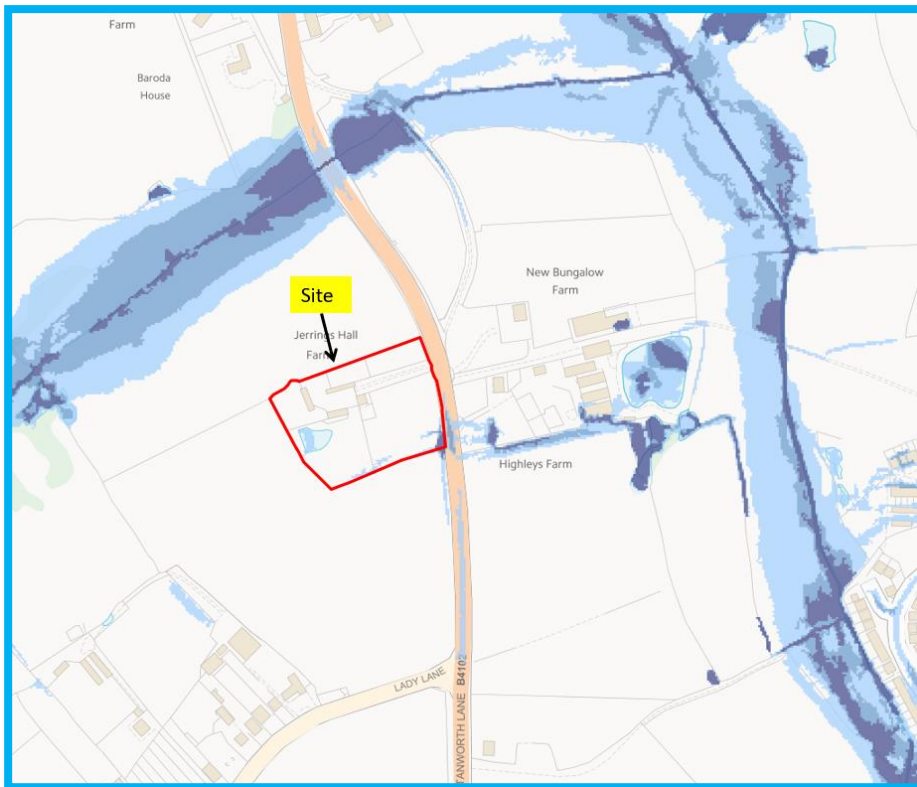 Farm
Baroda
House
Site
New Bungalow
Farm
Jerrings Hall
Farm
Highleys Farm
LADY LANE
TANWORTH LANE B4102